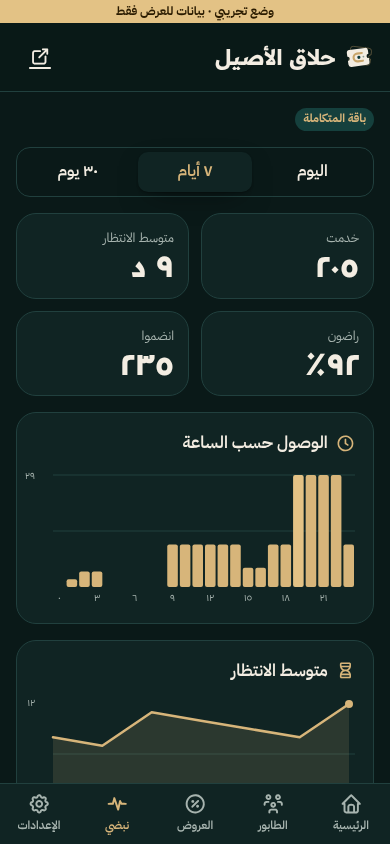 وضع تجريبي · بيانات للعرض فقط
حلاق الأصيل
باقة المتكاملة
اليوم
٧ أيام
٣٠ يوم
خدمت
٢٠٥
متوسط الانتظار
٩ د
راضون
٩٢٪
انضموا
٢٣٥
الوصول حسب الساعة
٢٩
٠ ٣ ٦ ٩ ١٢ ١٥ ١٨ ٢١
متوسط الانتظار
١٢
الرئيسية
الطابور
العروض
نبضي
الإعدادات